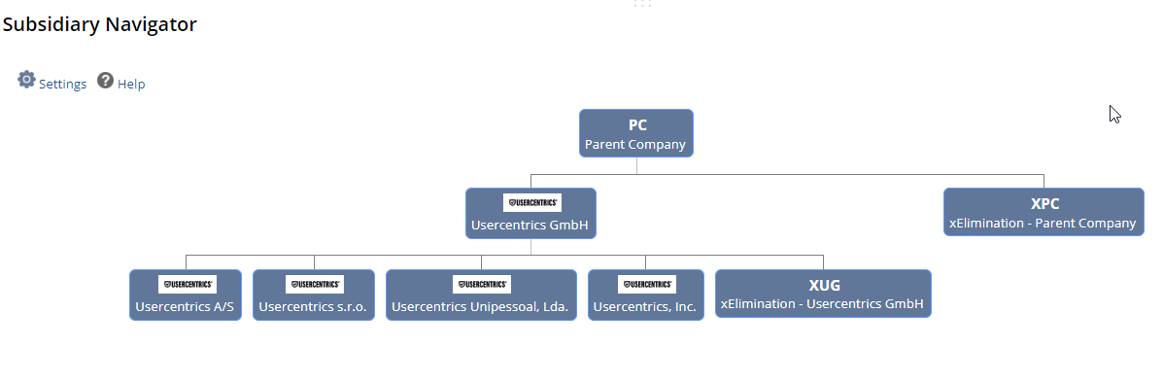 Subsidiary Navigator
Settings Help
PC
Parent Company
USERCENTRICS
Usercentrics GmbH
XPC
xElimination - Parent Company
USERCENTRICS
Usercentrics A/S
USERCENTRICS
Usercentrics s.r.o.
USERCENTRICS
Usercentrics Unipessoal, Lda.
USERCENTRICS
Usercentrics, Inc.
XUG
xElimination - Usercentrics GmbH